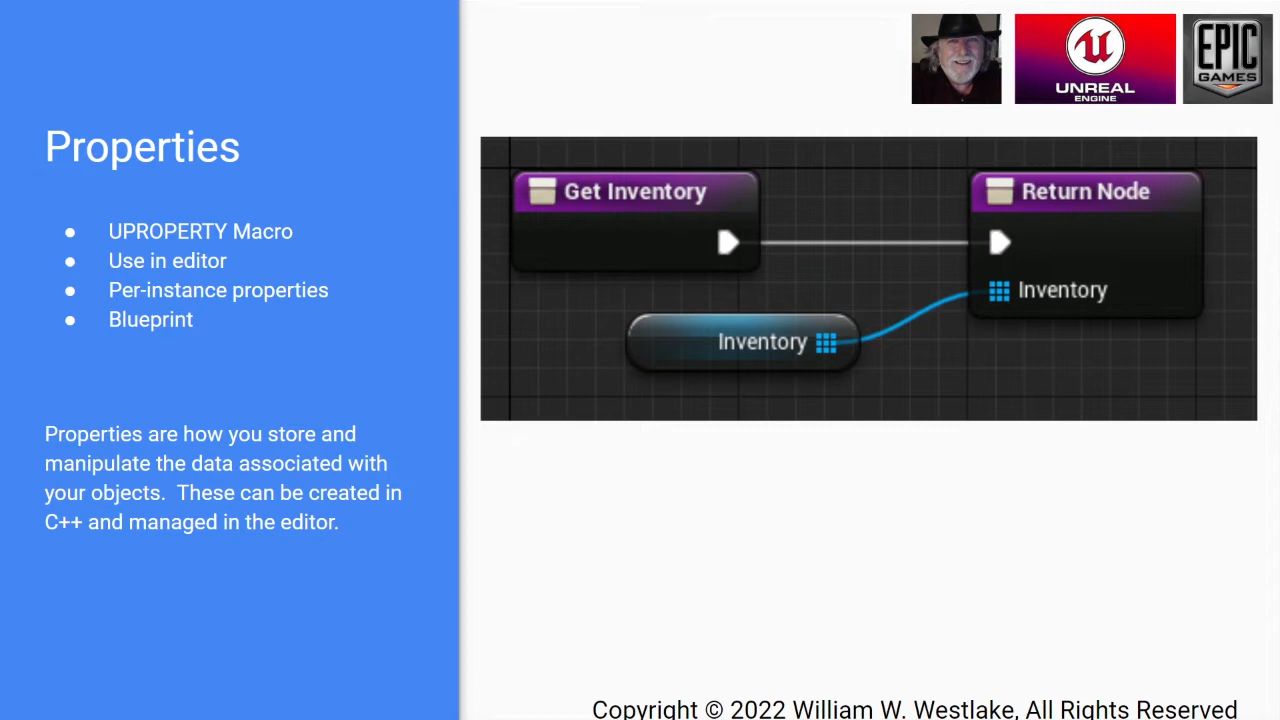 Properties
● UPROPERTY Macro
● Use in editor
● Per-instance properties
● Blueprint
Properties are how you store and
manipulate the data associated with
your objects.  These can be created in
C++ and managed in the editor.
UNREAL
ENGINE
EPIC
GAMES
Get Inventory
Return Node
Inventory
Inventory
Copyright © 2022 William W. Westlake, All Rights Reserved